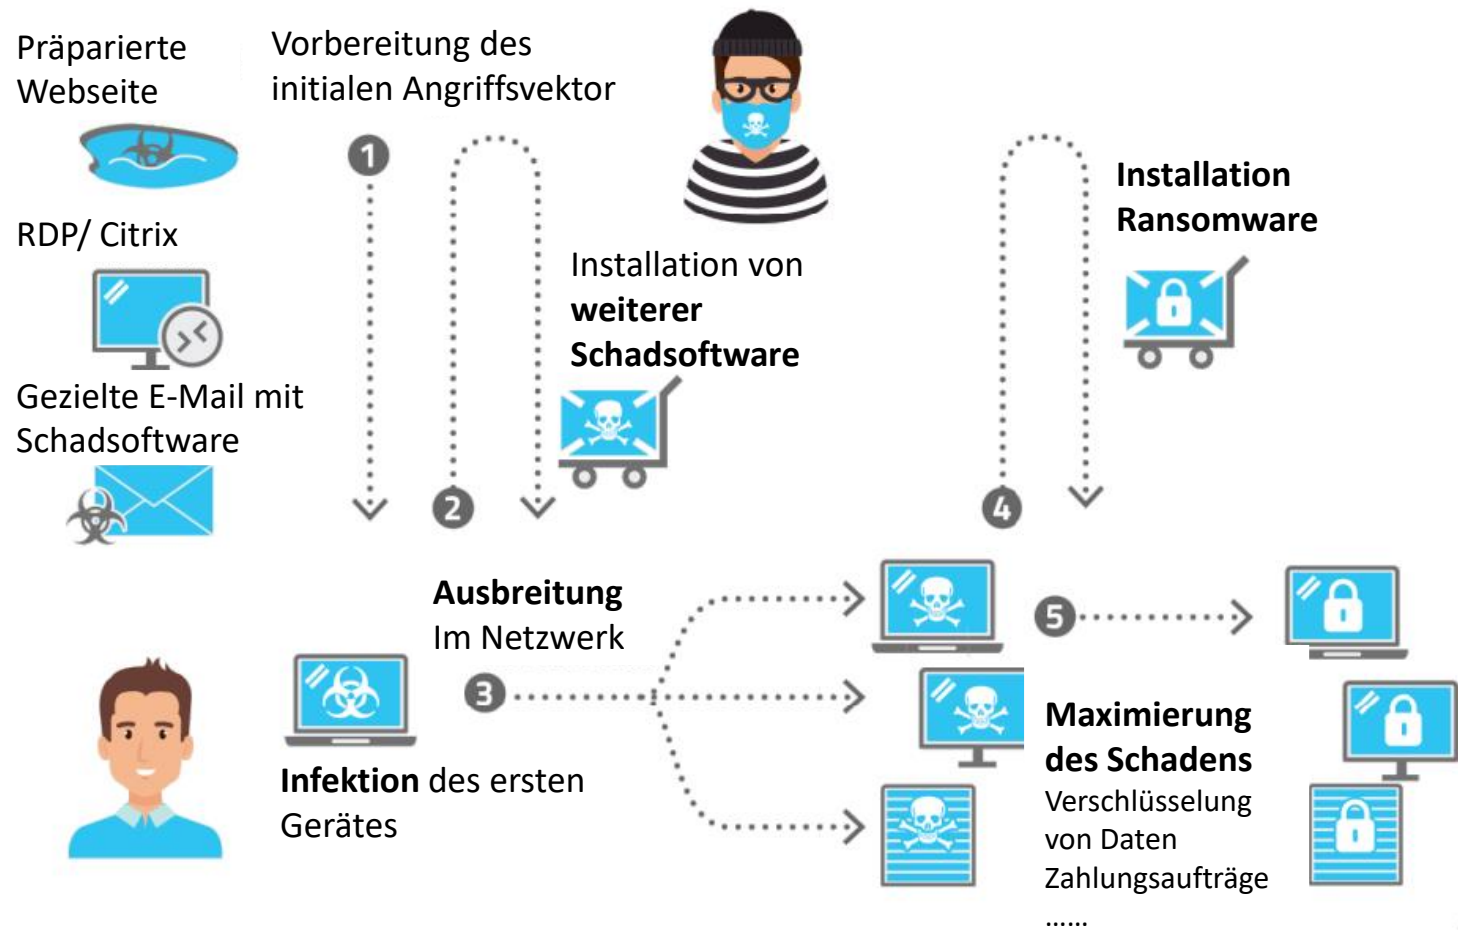 Präparierte
Webseite
Vorbereitung des
initialen Angriffsvektor
1
RDP/ Citrix
Gezielte E-Mail mit
Schadsoftware
2
Installation von
weiterer
Schadsoftware
Installation
Ransomware
4
Ausbreitung
Im Netzwerk
3
Infektion des ersten
Gerätes
5
Maximierung
des Schadens
Verschlüsselung
von Daten
Zahlungsaufträge
......